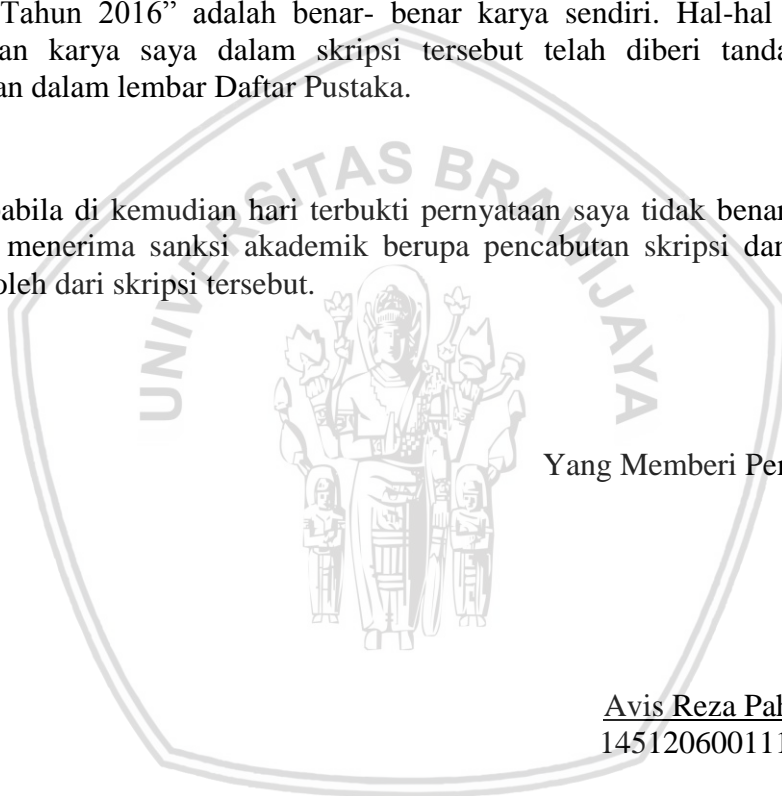 Tahun 2016” adalah benar- benar karya sendiri. Hal-hal
an karya saya dalam skripsi tersebut telah diberi tanda
an dalam lembar Daftar Pustaka.
abila di kemudian hari terbukti pernyataan saya tidak benar
menerima sanksi akademik berupa pencabutan skripsi dan
oleh dari skripsi tersebut.
UNIVERSITAS BRAWIJAYA
Yang Memberi Per
Avis Reza Pah
145120600111